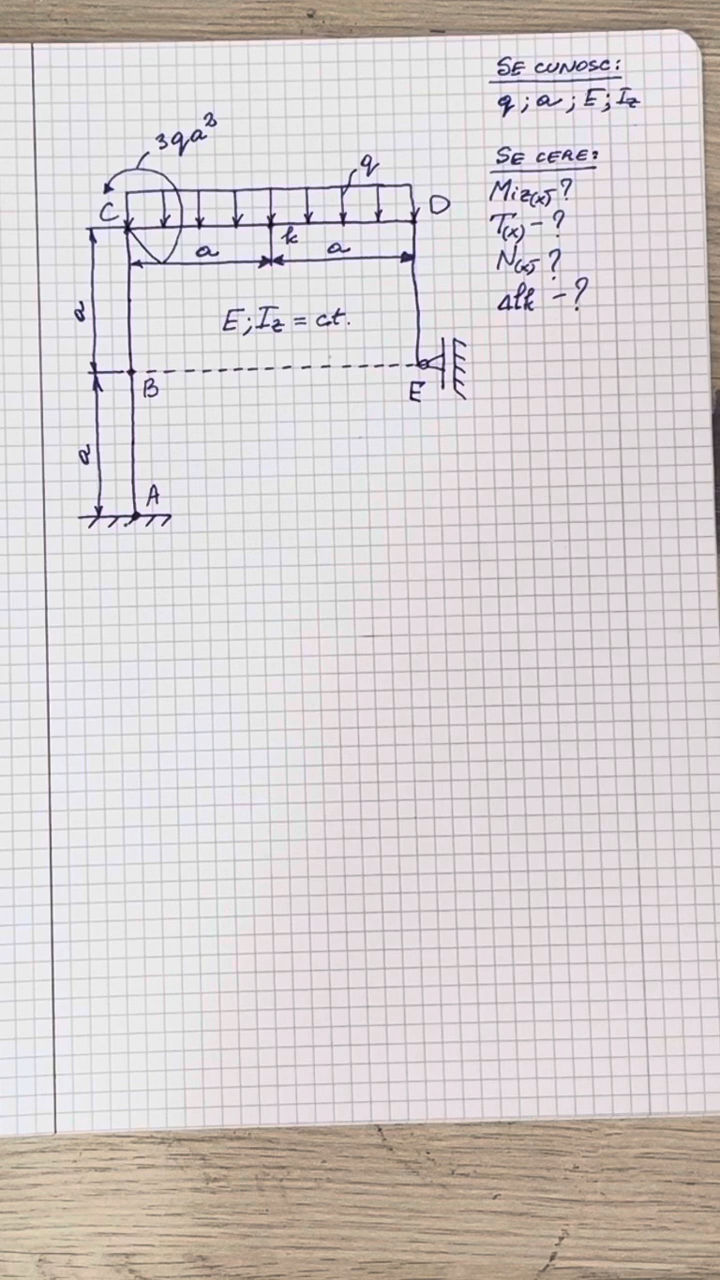 SE CUNOSC:
q ; a ; E ; Iz
SE CERE:
Miz(x)?
T(x) - ?
N(x)?
Δlk - ?
3qa²
q
C
D
k
a
a
a
E; Iz = ct.
B
E
a
A